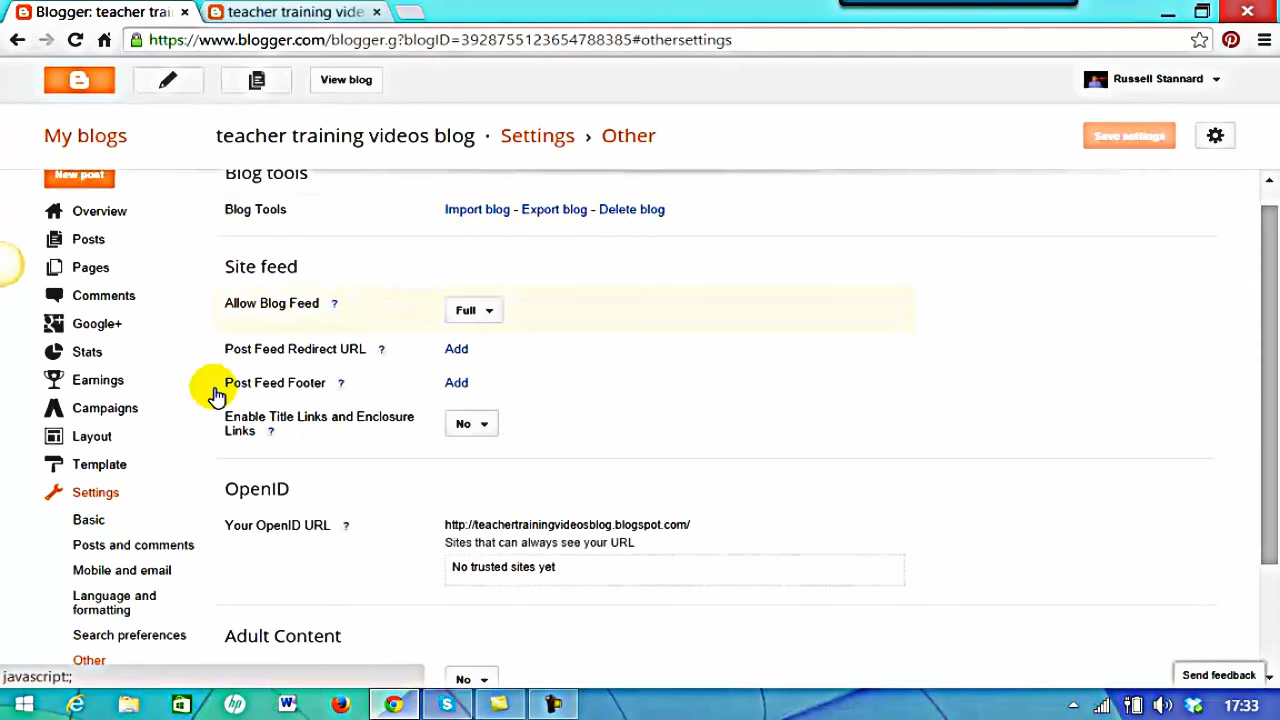 Blogger: teacher trai
teacher training vide
https://www.blogger.com/blogger.g?blogID=3928755123654788385#othersettings
View blog
Russell Stannard
My blogs
teacher training videos blog · Settings › Other
Save settings
New post
Overview
Posts
Pages
Comments
Google+
Stats
Earnings
Campaigns
Layout
Template
Settings
Basic
Posts and comments
Mobile and email
Language and
formatting
Search preferences
Other
Blog tools
Blog Tools
Import blog - Export blog - Delete blog
Site feed
Allow Blog Feed ?
Full
Post Feed Redirect URL ?
Add
Post Feed Footer ?
Add
Enable Title Links and Enclosure
Links ?
No
OpenID
Your OpenID URL ?
http://teachertrainingvideosblog.blogspot.com/
Sites that can always see your URL
No trusted sites yet
Adult Content
No
javascript:;
Send feedback
17:33